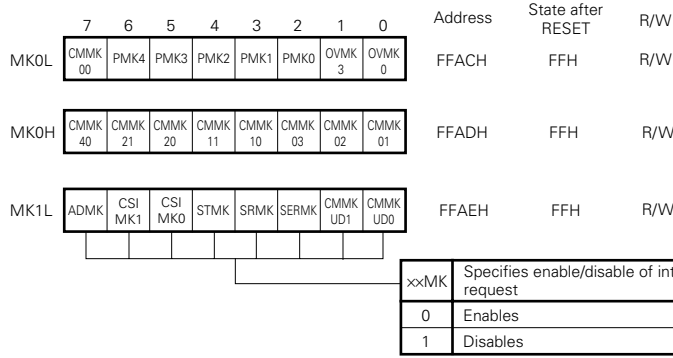 7 6 5 4 3 2 1 0 Address State after RESET R/W
MK0L CMMK 00 PMK4 PMK3 PMK2 PMK1 PMK0 OVMK 3 OVMK 0 FFACH FFH R/W
MK0H CMMK 40 CMMK 21 CMMK 20 CMMK 11 CMMK 10 CMMK 03 CMMK 02 CMMK 01 FFADH FFH R/W
MK1L ADMK CSI MK1 CSI MK0 STMK SRMK SERMK CMMK UD1 CMMK UD0 FFAEH FFH R/W
xxMK Specifies enable/disable of int
request
0 Enables
1 Disables